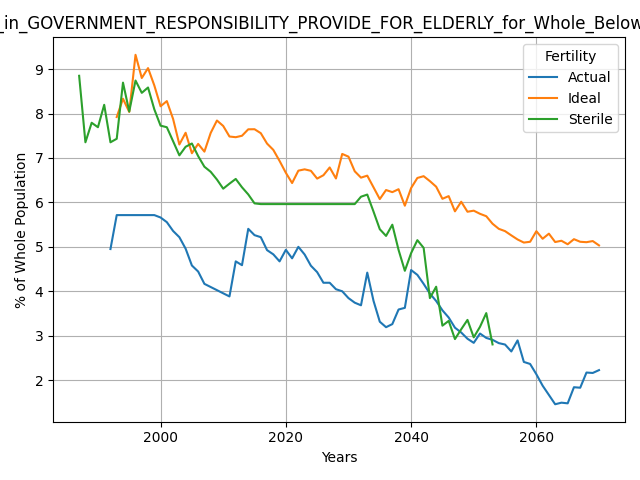 _in_GOVERNMENT_RESPONSIBILITY_PROVIDE_FOR_ELDERLY_for_Whole_Below
Fertility
Actual
Ideal
Sterile
% of Whole Population
9
8
7
6
5
4
3
2
2000 2020 2040 2060
Years